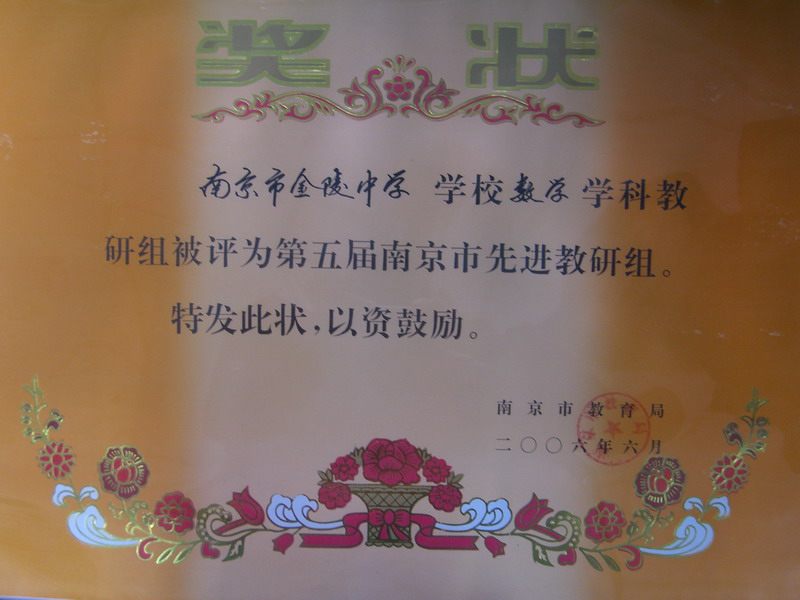 奖状
南京市金陵中学 学校数学学科教
研组被评为第五届南京市先进教研组。
特发此状，以资鼓励。
南京市教育局
二〇〇六年六月